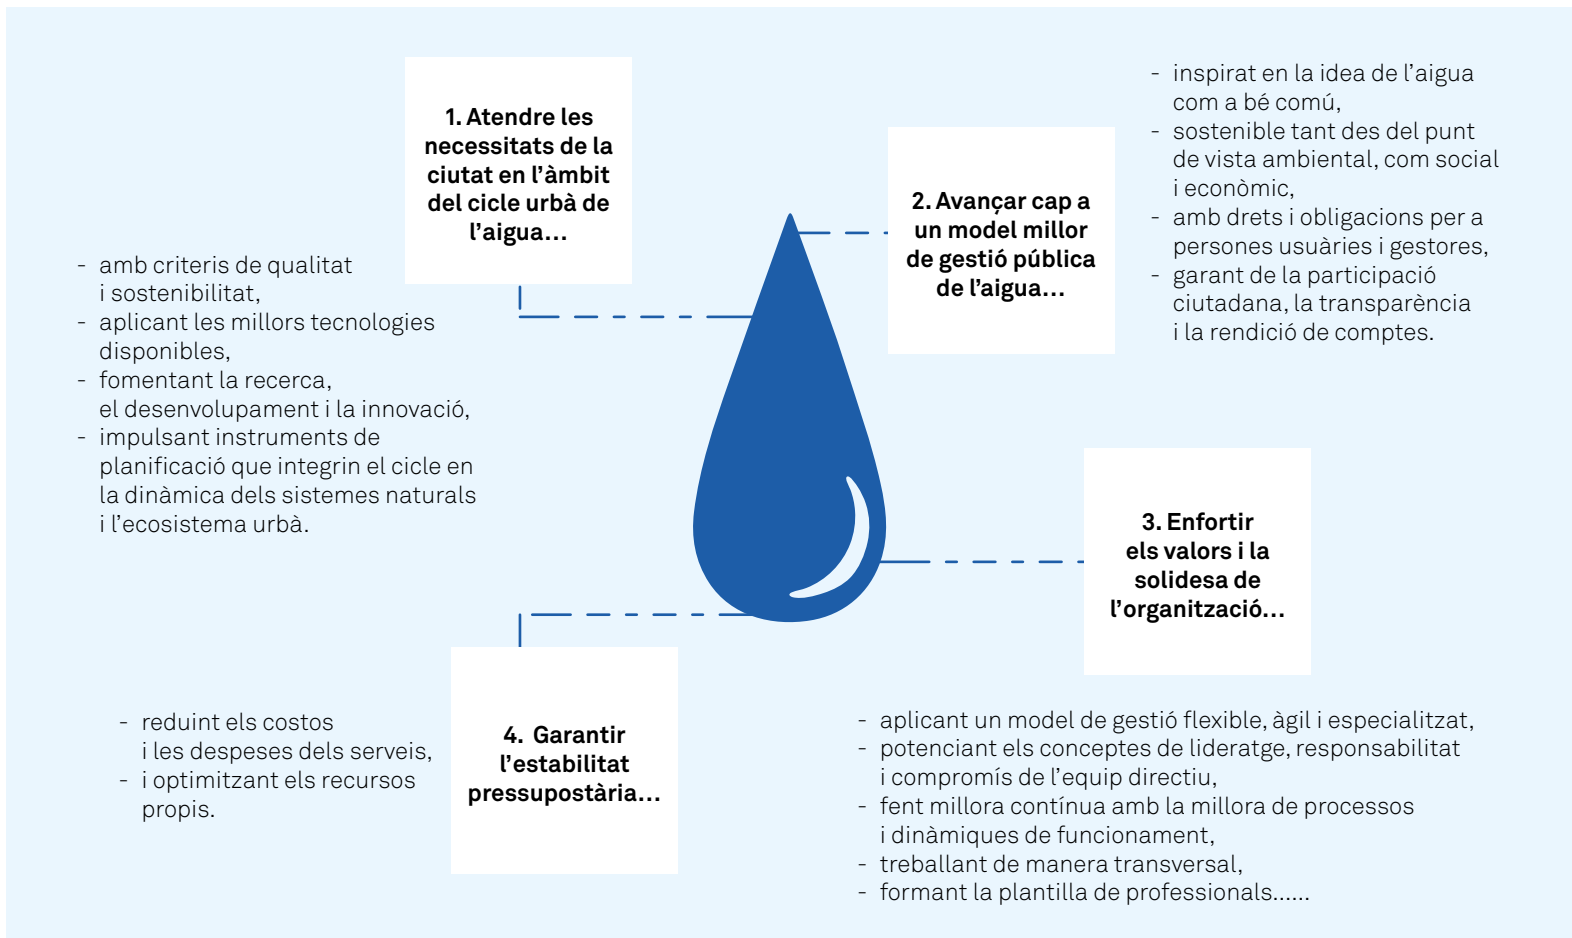 1. Atendre les
necessitats de la
ciutat en l’àmbit
del cicle urbà de
l’aigua...
- amb criteris de qualitat
i sostenibilitat,
- aplicant les millors tecnologies
disponibles,
- fomentant la recerca,
el desenvolupament i la innovació,
- impulsant instruments de
planificació que integrin el cicle en
la dinàmica dels sistemes naturals
i l’ecosistema urbà.
2. Avançar cap a
un model millor
de gestió pública
de l’aigua...
- inspirat en la idea de l’aigua
com a bé comú,
- sostenible tant des del punt
de vista ambiental, com social
i econòmic,
- amb drets i obligacions per a
persones usuàries i gestores,
- garant de la participació
ciutadana, la transparència
i la rendició de comptes.
3. Enfortir
els valors i la
solidesa de
l’organització...
- aplicant un model de gestió flexible, àgil i especialitzat,
- potenciant els conceptes de lideratge, responsabilitat
i compromís de l’equip directiu,
- fent millora contínua amb la millora de processos
i dinàmiques de funcionament,
- treballant de manera transversal,
- formant la plantilla de professionals......
4. Garantir
l’estabilitat
pressupostària...
- reduint els costos
i les despeses dels serveis,
- i optimitzant els recursos
propis.